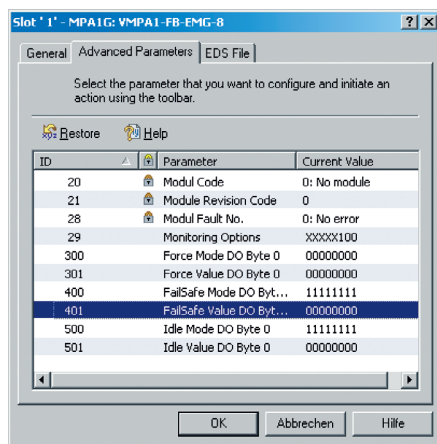 Slot ' 1' - MPA1G: VMPA1-FB-EMG-8
General Advanced Parameters EDS File
Select the parameter that you want to configure and initiate an
action using the toolbar.
Restore Help
ID Parameter Current Value
20 Modul Code 0: No module
21 Module Revision Code 0
28 Modul Fault No. 0: No error
29 Monitoring Options XXXXX100
300 Force Mode DO Byte 0 00000000
301 Force Value DO Byte 0 00000000
400 FailSafe Mode DO Byt... 11111111
401 FailSafe Value DO Byt... 00000000
500 Idle Mode DO Byte 0 11111111
501 Idle Value DO Byte 0 00000000
OK Abbrechen Hilfe